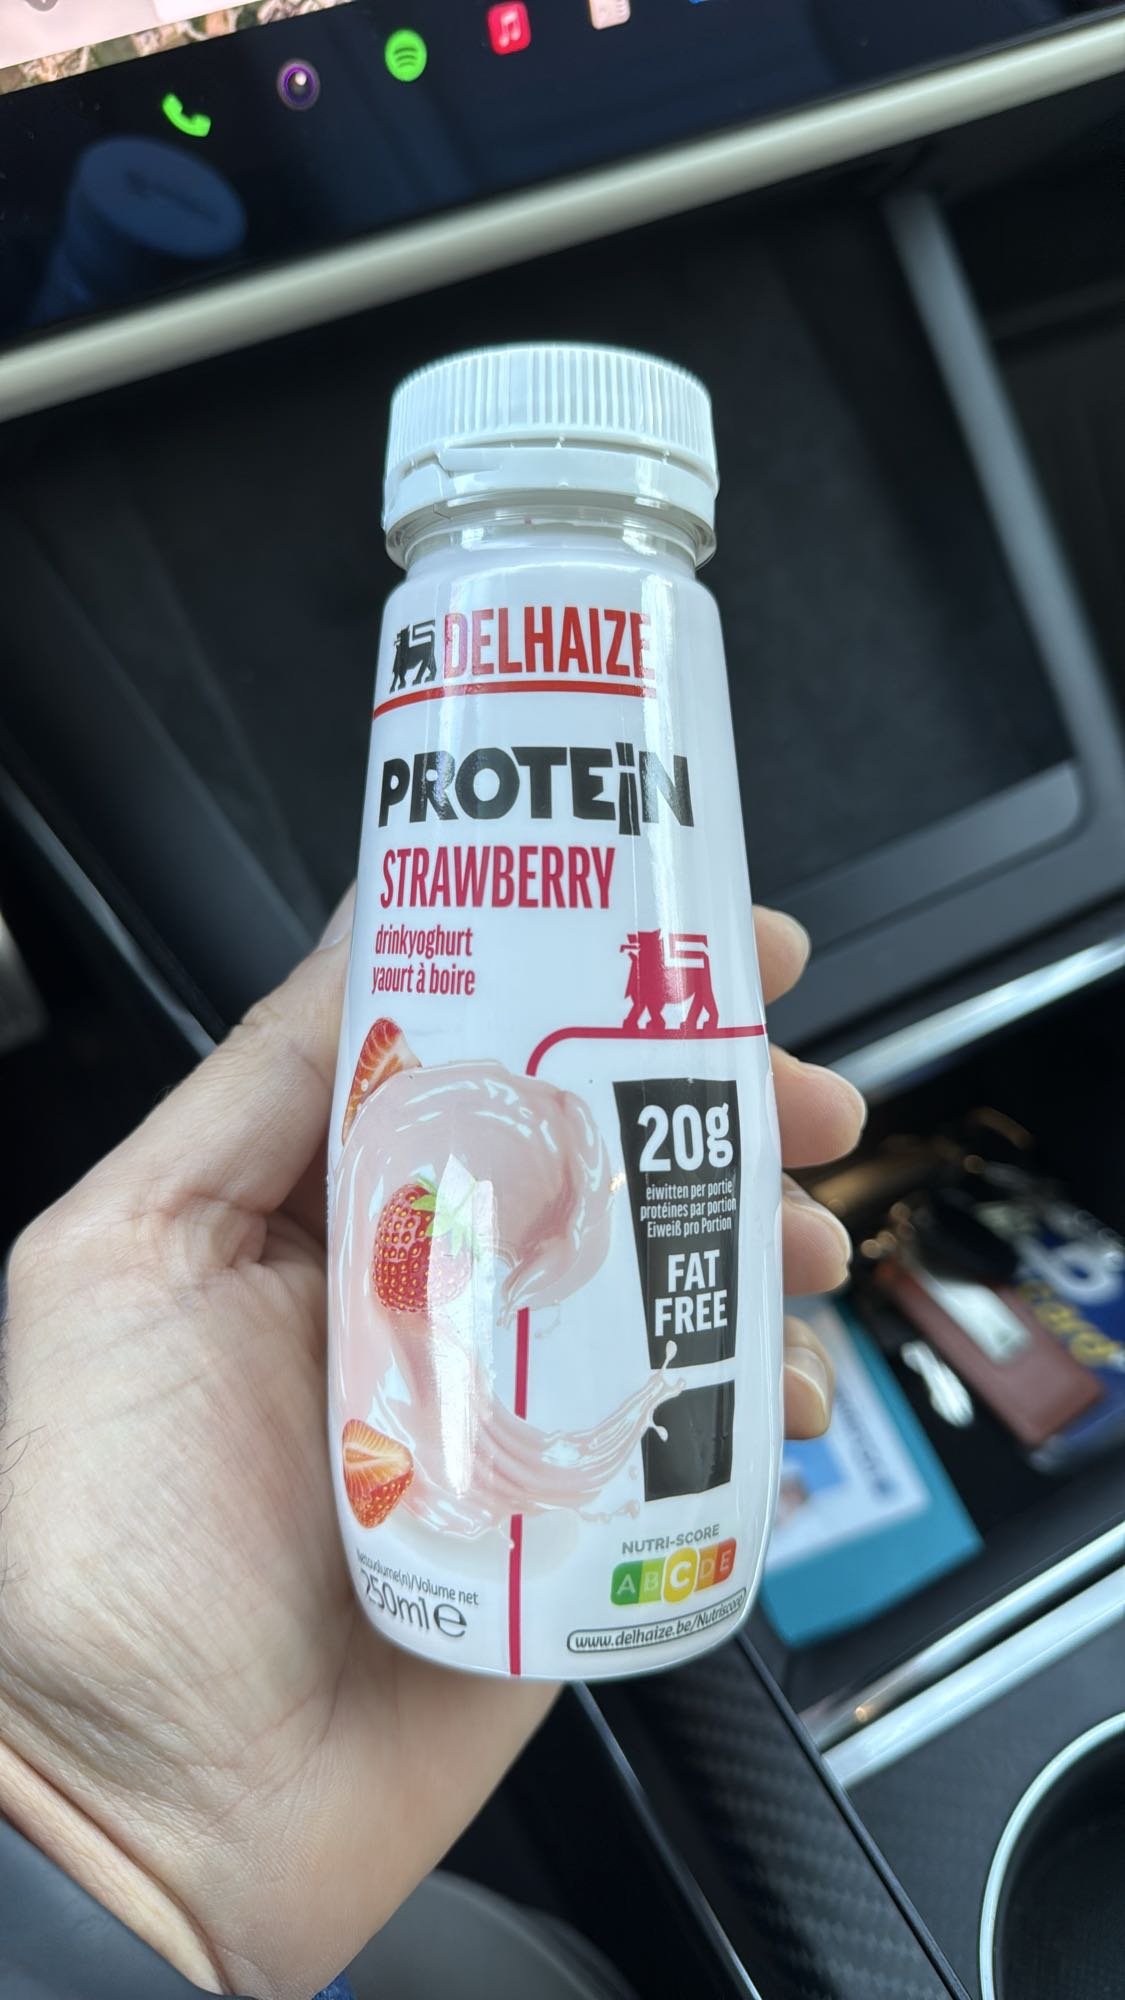 DELHAIZE
PROTEiN
STRAWBERRY
drinkyoghurt
yaourt à boire
20g
eiwitten per portie
protéines par portion
Eiweiß pro Portion
FAT
FREE
NUTRI-SCORE
A B C D E
www.delhaize.be/Nutriscore
Nettovolume(n)/Volume net
250ml e